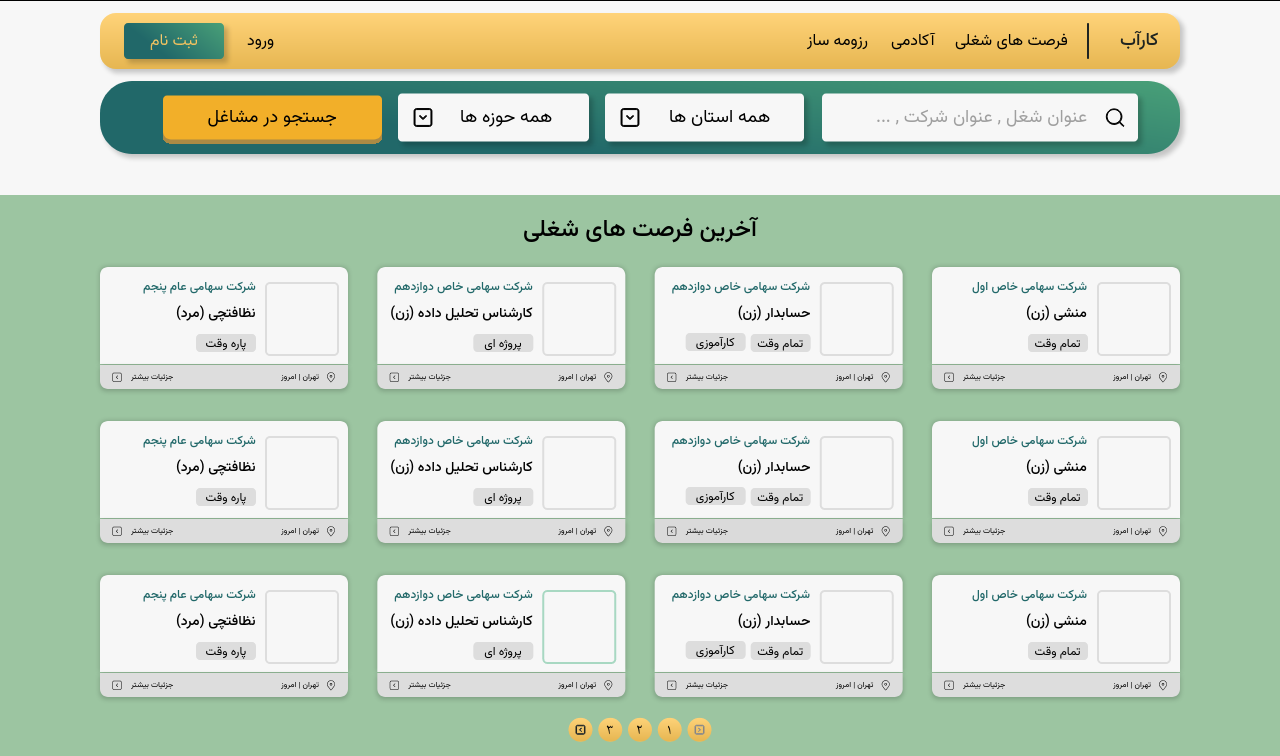 کارآب
فرصت های شغلی
آکادمی
رزومه ساز
ورود
ثبت نام
عنوان شغل , عنوان شرکت , ...
همه استان ها
همه حوزه ها
جستجو در مشاغل
آخرین فرصت های شغلی
شرکت سهامی خاص اول
منشی (زن)
تمام وقت
تهران | امروز
جزئیات بیشتر
شرکت سهامی خاص دوازدهم
حسابدار (زن)
تمام وقت
کارآموزی
تهران | امروز
جزئیات بیشتر
شرکت سهامی خاص دوازدهم
کارشناس تحلیل داده (زن)
پروژه ای
تهران | امروز
جزئیات بیشتر
شرکت سهامی عام پنجم
نظافتچی (مرد)
پاره وقت
تهران | امروز
جزئیات بیشتر
شرکت سهامی خاص اول
منشی (زن)
تمام وقت
تهران | امروز
جزئیات بیشتر
شرکت سهامی خاص دوازدهم
حسابدار (زن)
تمام وقت
کارآموزی
تهران | امروز
جزئیات بیشتر
شرکت سهامی خاص دوازدهم
کارشناس تحلیل داده (زن)
پروژه ای
تهران | امروز
جزئیات بیشتر
شرکت سهامی عام پنجم
نظافتچی (مرد)
پاره وقت
تهران | امروز
جزئیات بیشتر
شرکت سهامی خاص اول
منشی (زن)
تمام وقت
تهران | امروز
جزئیات بیشتر
شرکت سهامی خاص دوازدهم
حسابدار (زن)
تمام وقت
کارآموزی
تهران | امروز
جزئیات بیشتر
شرکت سهامی خاص دوازدهم
کارشناس تحلیل داده (زن)
پروژه ای
تهران | امروز
جزئیات بیشتر
شرکت سهامی عام پنجم
نظافتچی (مرد)
پاره وقت
تهران | امروز
جزئیات بیشتر
۱
۲
۳